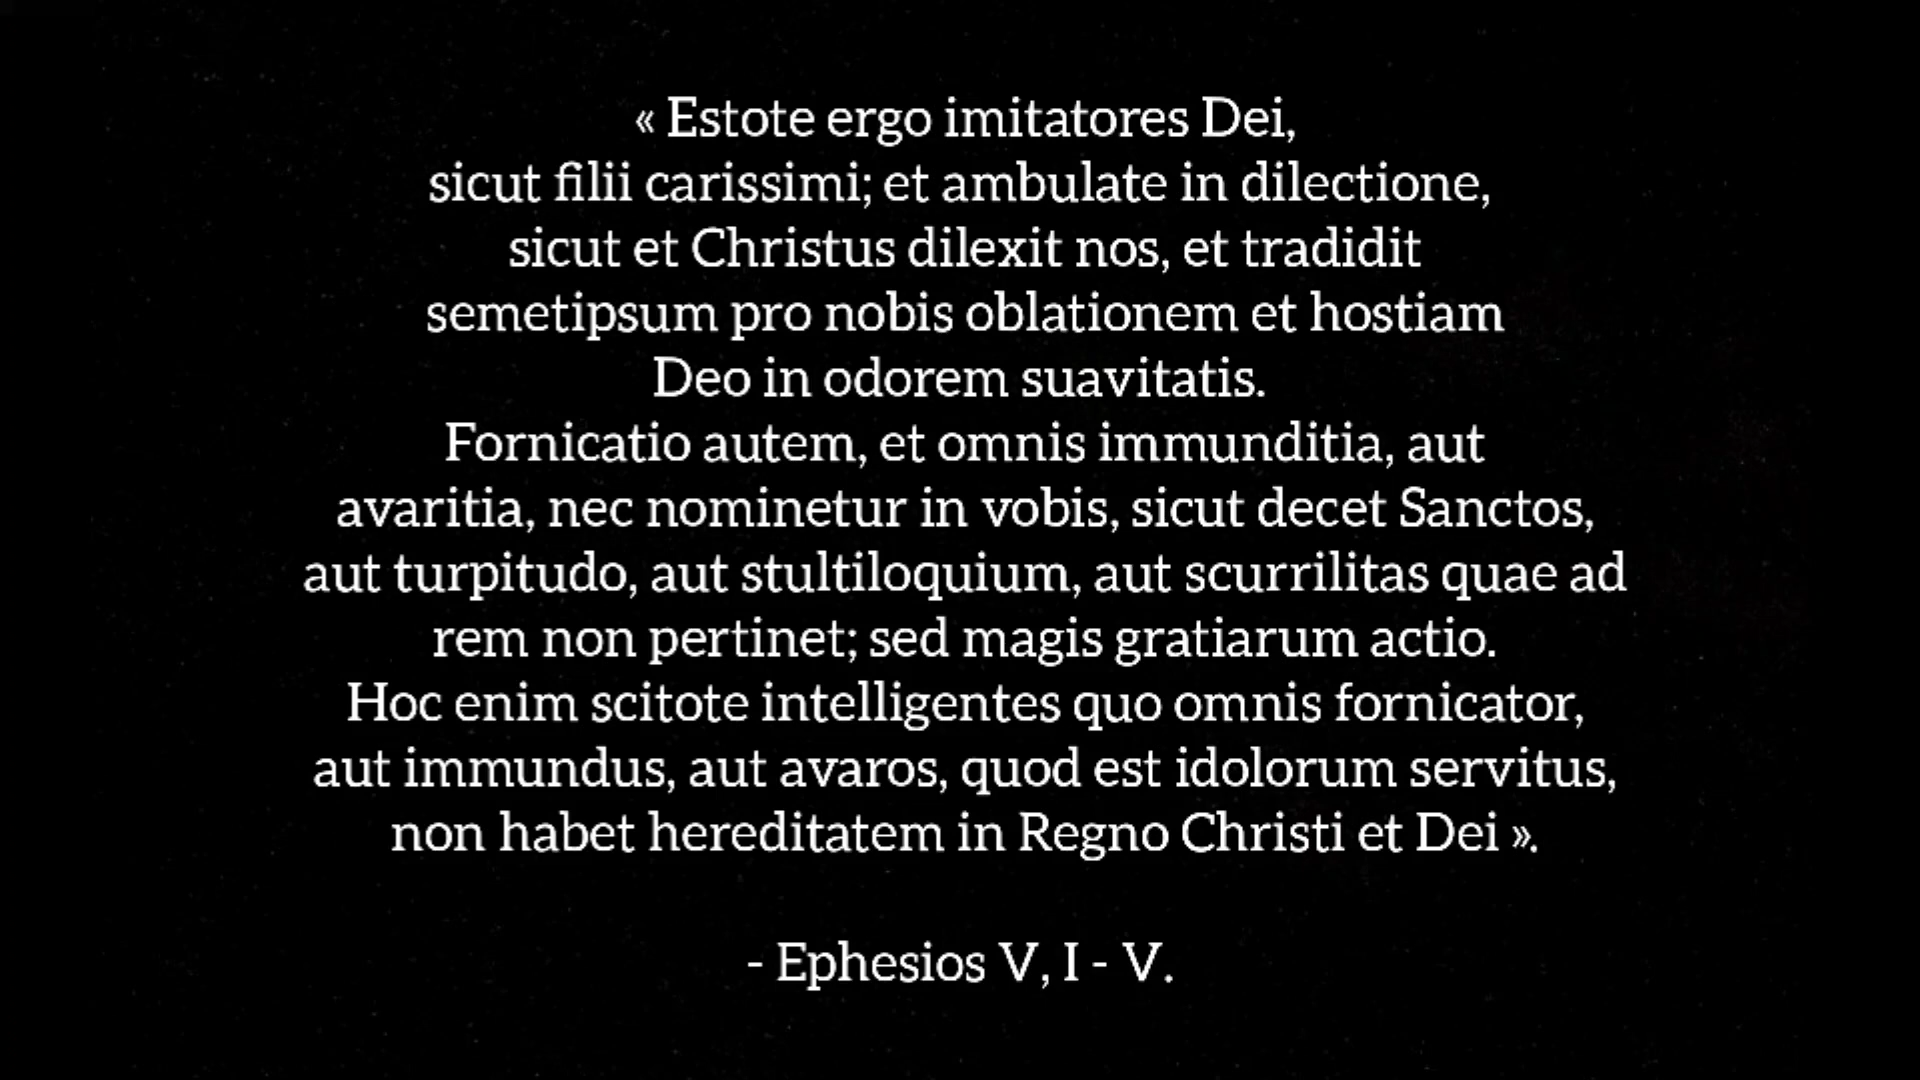 « Estote ergo imitatores Dei,
sicut filii carissimi; et ambulate in dilectione,
sicut et Christus dilexit nos, et tradidit
semetipsum pro nobis oblationem et hostiam
Deo in odorem suavitatis.
Fornicatio autem, et omnis immunditia, aut
avaritia, nec nominetur in vobis, sicut decet Sanctos,
aut turpitudo, aut stultiloquium, aut scurrilitas quae ad
rem non pertinet; sed magis gratiarum actio.
Hoc enim scitote intelligentes quo omnis fornicator,
aut immundus, aut avaros, quod est idolorum servitus,
non habet hereditatem in Regno Christi et Dei ».
- Ephesios V, I - V.